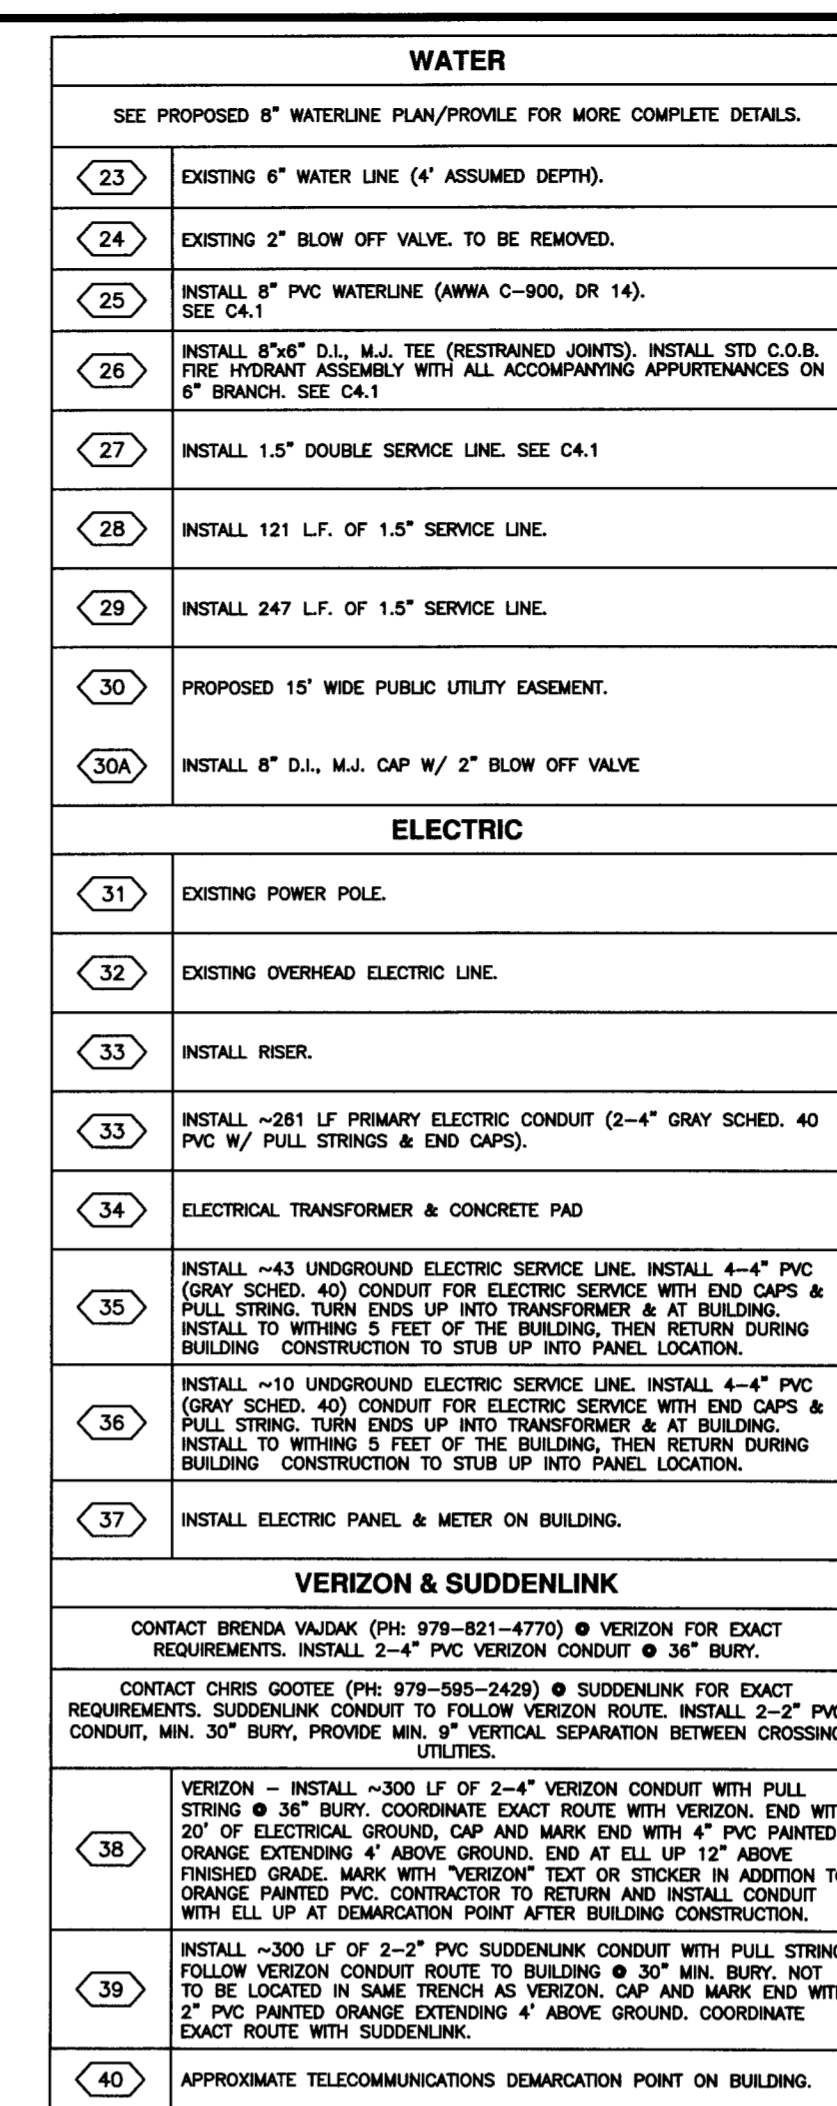 WATER
SEE PROPOSED 8" WATERLINE PLAN/PROVILE FOR MORE COMPLETE DETAILS.
23 EXISTING 6" WATER LINE (4' ASSUMED DEPTH).
24 EXISTING 2" BLOW OFF VALVE. TO BE REMOVED.
25 INSTALL 8" PVC WATERLINE (AWWA C-900, DR 14).
SEE C4.1
26 INSTALL 8"x6" D.I., M.J. TEE (RESTRAINED JOINTS). INSTALL STD C.O.B.
FIRE HYDRANT ASSEMBLY WITH ALL ACCOMPANYING APPURTENANCES ON
6" BRANCH. SEE C4.1
27 INSTALL 1.5" DOUBLE SERVICE LINE. SEE C4.1
28 INSTALL 121 L.F. OF 1.5" SERVICE LINE.
29 INSTALL 247 L.F. OF 1.5" SERVICE LINE.
30 PROPOSED 15' WIDE PUBLIC UTILITY EASEMENT.
30A INSTALL 8" D.I., M.J. CAP W/ 2" BLOW OFF VALVE
ELECTRIC
31 EXISTING POWER POLE.
32 EXISTING OVERHEAD ELECTRIC LINE.
33 INSTALL RISER.
33 INSTALL ~261 LF PRIMARY ELECTRIC CONDUIT (2-4" GRAY SCHED. 40
PVC W/ PULL STRINGS & END CAPS).
34 ELECTRICAL TRANSFORMER & CONCRETE PAD
35 INSTALL ~43 UNDGROUND ELECTRIC SERVICE LINE. INSTALL 4-4" PVC
(GRAY SCHED. 40) CONDUIT FOR ELECTRIC SERVICE WITH END CAPS &
PULL STRING. TURN ENDS UP INTO TRANSFORMER & AT BUILDING.
INSTALL TO WITHING 5 FEET OF THE BUILDING, THEN RETURN DURING
BUILDING CONSTRUCTION TO STUB UP INTO PANEL LOCATION.
36 INSTALL ~10 UNDGROUND ELECTRIC SERVICE LINE. INSTALL 4-4" PVC
(GRAY SCHED. 40) CONDUIT FOR ELECTRIC SERVICE WITH END CAPS &
PULL STRING. TURN ENDS UP INTO TRANSFORMER & AT BUILDING.
INSTALL TO WITHING 5 FEET OF THE BUILDING, THEN RETURN DURING
BUILDING CONSTRUCTION TO STUB UP INTO PANEL LOCATION.
37 INSTALL ELECTRIC PANEL & METER ON BUILDING.
VERIZON & SUDDENLINK
CONTACT BRENDA VAJDAK (PH: 979-821-4770) @ VERIZON FOR EXACT
REQUIREMENTS. INSTALL 2-4" PVC VERIZON CONDUIT @ 36" BURY.
CONTACT CHRIS GOOTEE (PH: 979-595-2429) @ SUDDENLINK FOR EXACT
REQUIREMENTS. SUDDENLINK CONDUIT TO FOLLOW VERIZON ROUTE. INSTALL 2-2" PVC
CONDUIT, MIN. 30" BURY, PROVIDE MIN. 9" VERTICAL SEPARATION BETWEEN CROSSING
UTILITIES.
38 VERIZON - INSTALL ~300 LF OF 2-4" VERIZON CONDUIT WITH PULL
STRING @ 36" BURY. COORDINATE EXACT ROUTE WITH VERIZON. END WIT
20' OF ELECTRICAL GROUND, CAP AND MARK END WITH 4" PVC PAINTED
ORANGE EXTENDING 4' ABOVE GROUND. END AT ELL UP 12" ABOVE
FINISHED GRADE. MARK WITH "VERIZON" TEXT OR STICKER IN ADDITION TO
ORANGE PAINTED PVC. CONTRACTOR TO RETURN AND INSTALL CONDUIT
WITH ELL UP AT DEMARCATION POINT AFTER BUILDING CONSTRUCTION.
39 INSTALL ~300 LF OF 2-2" PVC SUDDENLINK CONDUIT WITH PULL STRING
FOLLOW VERIZON CONDUIT ROUTE TO BUILDING @ 30" MIN. BURY. NOT
TO BE LOCATED IN SAME TRENCH AS VERIZON. CAP AND MARK END WITH
2" PVC PAINTED ORANGE EXTENDING 4' ABOVE GROUND. COORDINATE
EXACT ROUTE WITH SUDDENLINK.
40 APPROXIMATE TELECOMMUNICATIONS DEMARCATION POINT ON BUILDING.